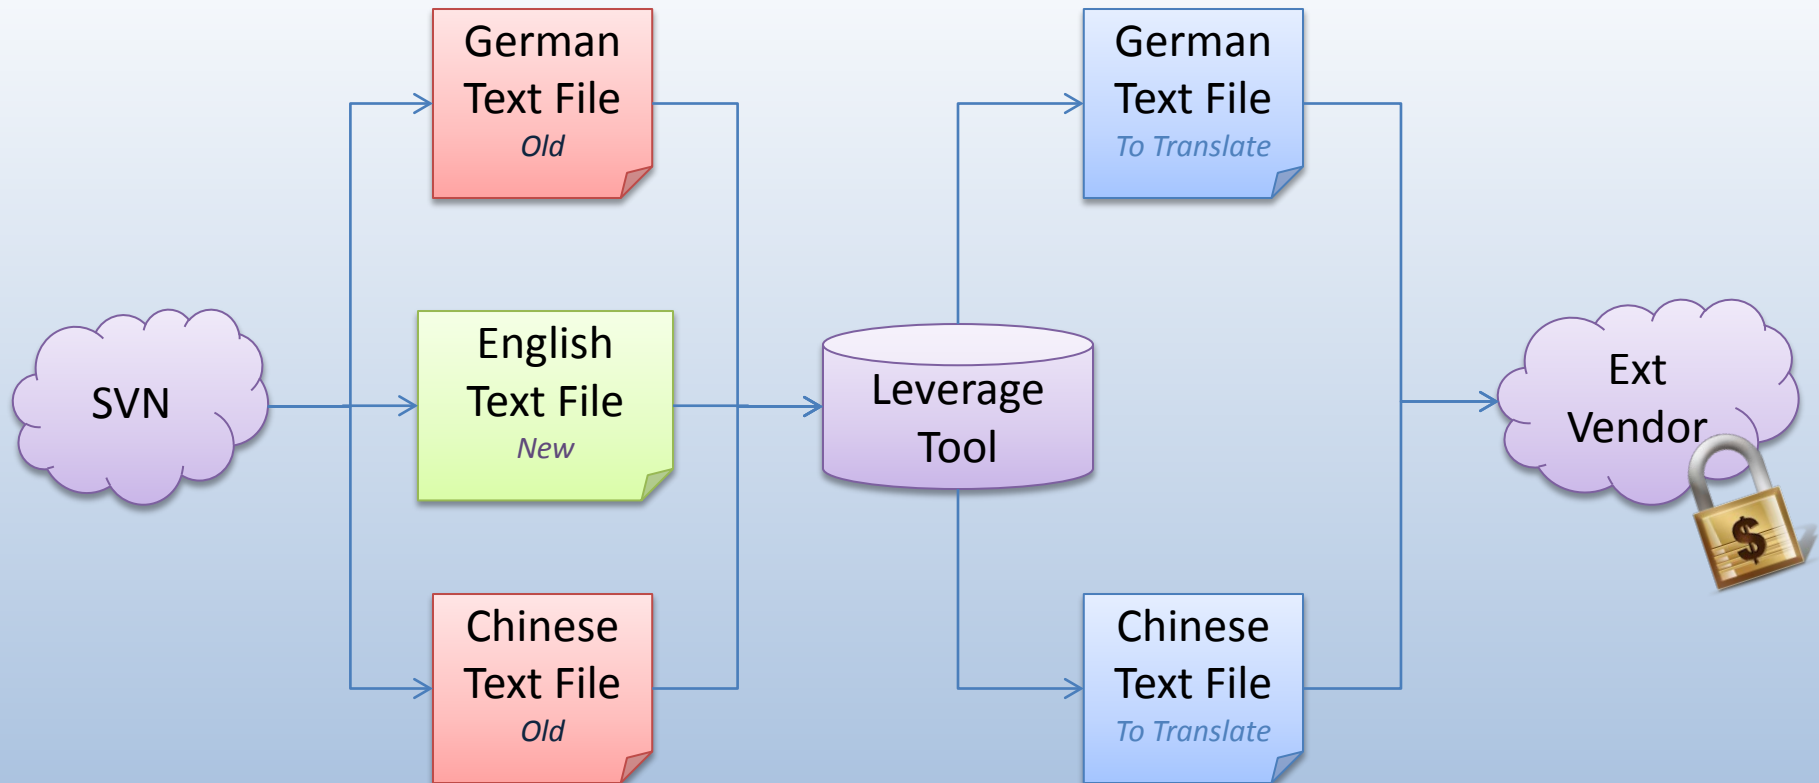 SVN
German
Text File
Old
English
Text File
New
Chinese
Text File
Old
Leverage
Tool
German
Text File
To Translate
Chinese
Text File
To Translate
Ext
Vendor
$